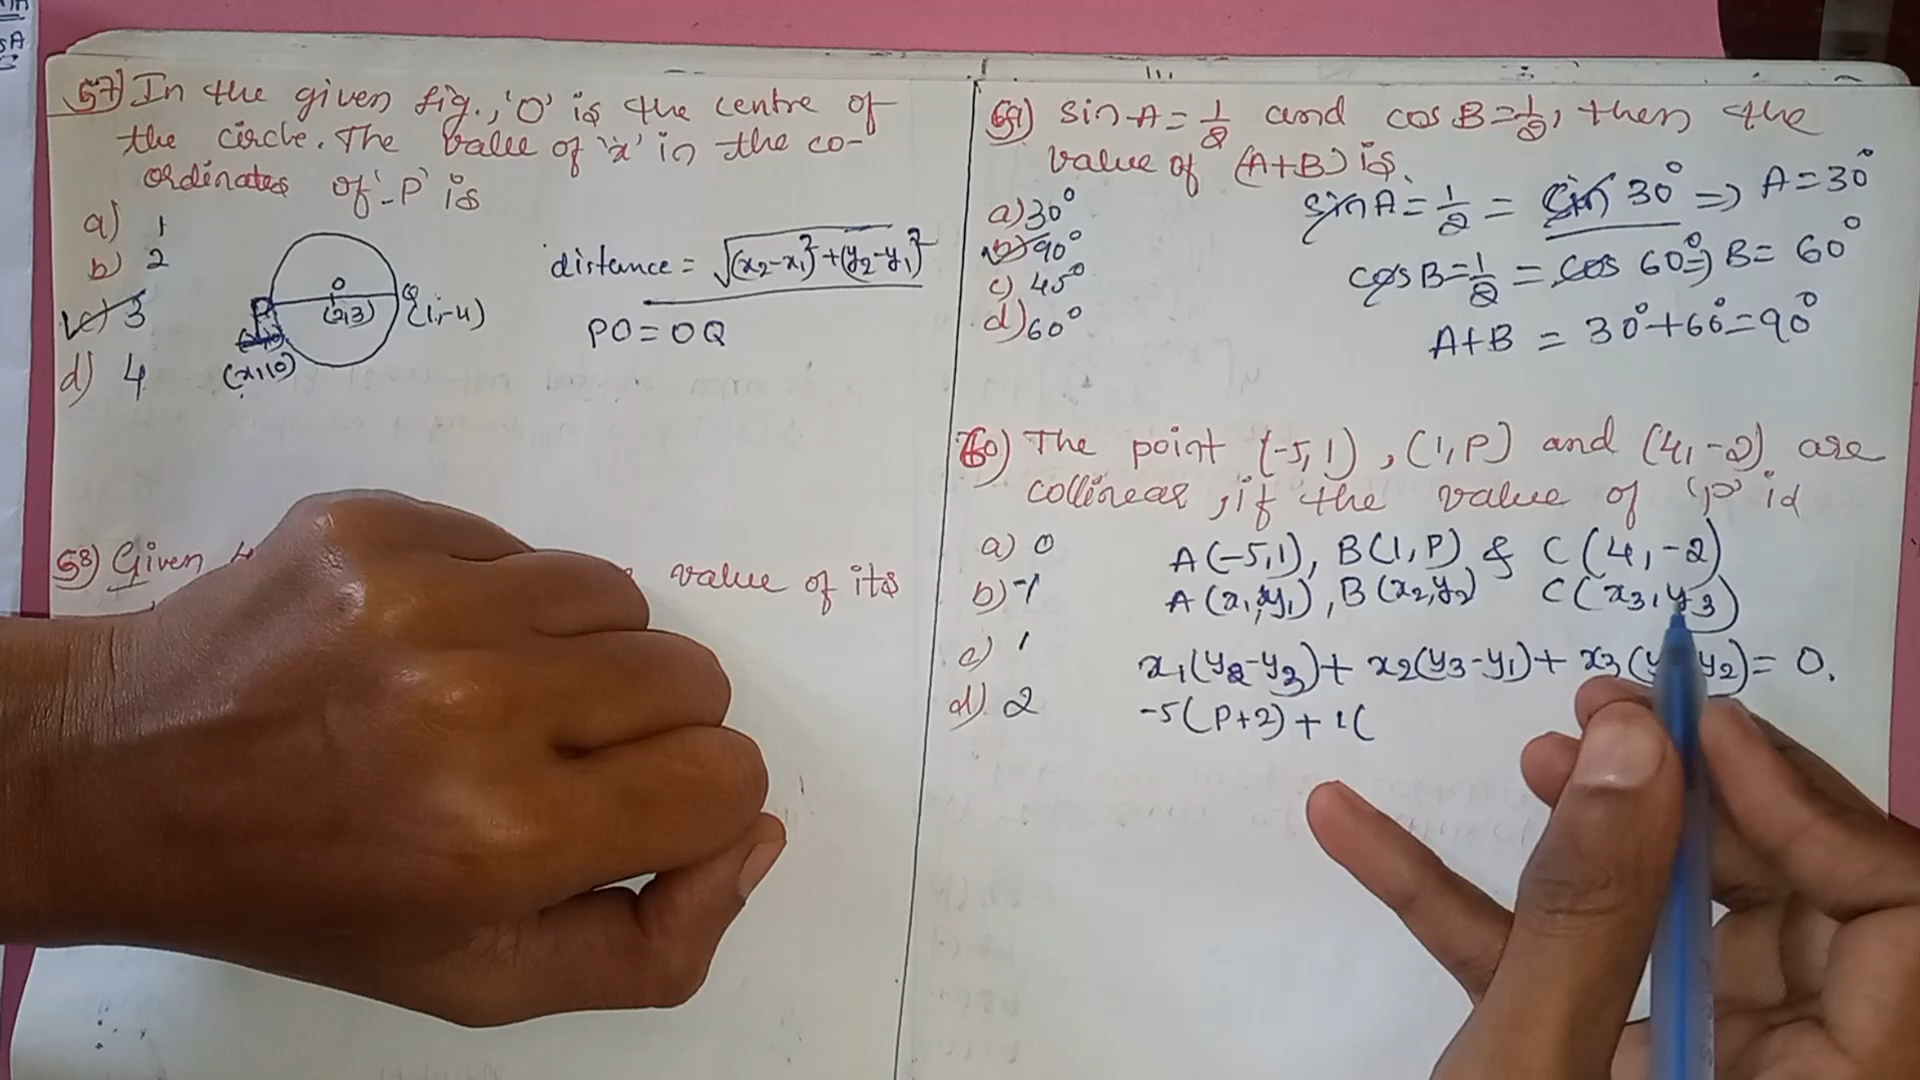 57) In the given fig., 'O' is the centre of
the circle. The value of 'x' in the co-
ordinates of 'P' is
a) 1
b) 2
c) 3
d) 4
P
O
(2,3)
Q
(1,-4)
(x,10)
distance = √(x₂-x₁)²+(y₂-y₁)²
PO = OQ
58) Given
value of its
59) sin A = 1/2 and cos B = 1/2, then the
value of (A+B) is.
a) 30°
b) 90°
c) 45°
d) 60°
sin A = 1/2 = sin 30° => A = 30°
cos B = 1/2 = cos 60° => B = 60°
A+B = 30°+60°=90°
60) The point (-5,1), (1,P) and (4,-2) are
collinear, if the value of 'P' is
a) 0
b) -1
c) 1
d) 2
A(-5,1), B(1,P) & C(4,-2)
A(x₁,y₁), B(x₂,y₂) C(x₃,y₃)
x₁(y₂-y₃)+ x₂(y₃-y₁)+ x₃( y₂)= 0.
-5(P+2)+ 1(